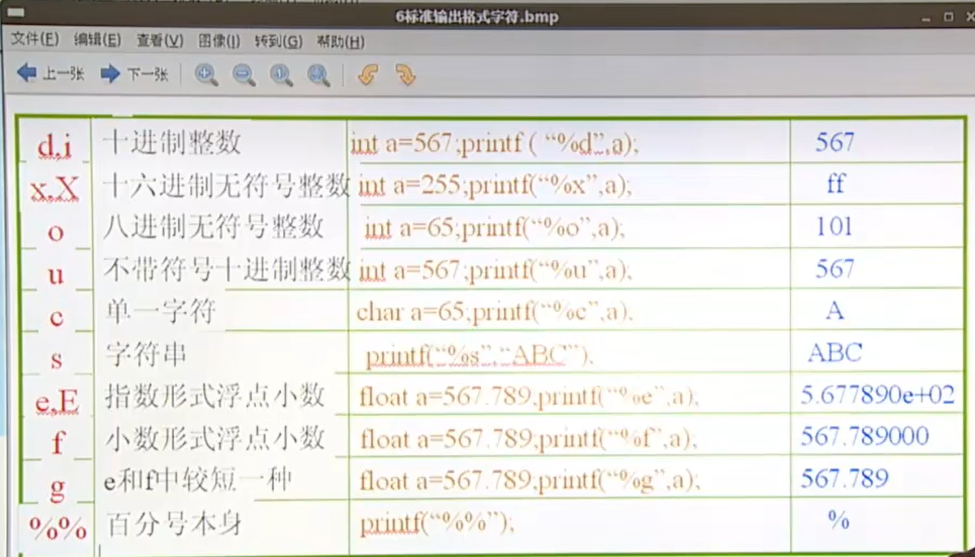 6标准输出格式字符.bmp
文件(F) 编辑(E) 查看(V) 图像(I) 转到(G) 帮助(H)
上一张 下一张
d,i 十进制整数 int a=567;printf ( “%d”,a); 567
x,X 十六进制无符号整数 int a=255;printf(“%x”,a); ff
o 八进制无符号整数 int a=65;printf(“%o”,a); 101
u 不带符号十进制整数 int a=567;printf(“%u”,a); 567
c 单一字符 char a=65;printf(“%c”,a); A
s 字符串 printf(“%s”,“ABC”); ABC
e,E 指数形式浮点小数 float a=567.789;printf(“%e”,a); 5.677890e+02
f 小数形式浮点小数 float a=567.789;printf(“%f”,a); 567.789000
g e和f中较短一种 float a=567.789;printf(“%g”,a); 567.789
%% 百分号本身 printf(“%%”); %